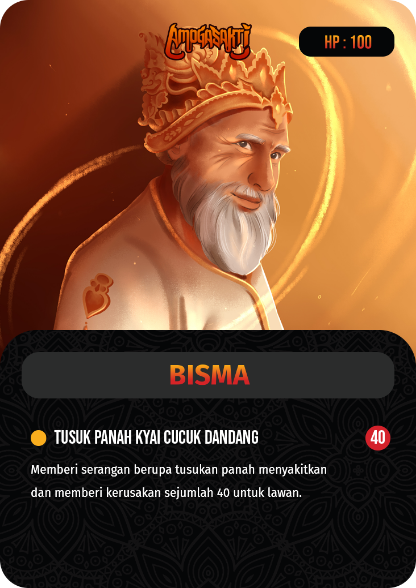 AMOGASAKTI
HP : 100
BISMA
TUSUK PANAH KYAI CUCUK DANDANG
40
Memberi serangan berupa tusukan panah menyakitkan
dan memberi kerusakan sejumlah 40 untuk lawan.